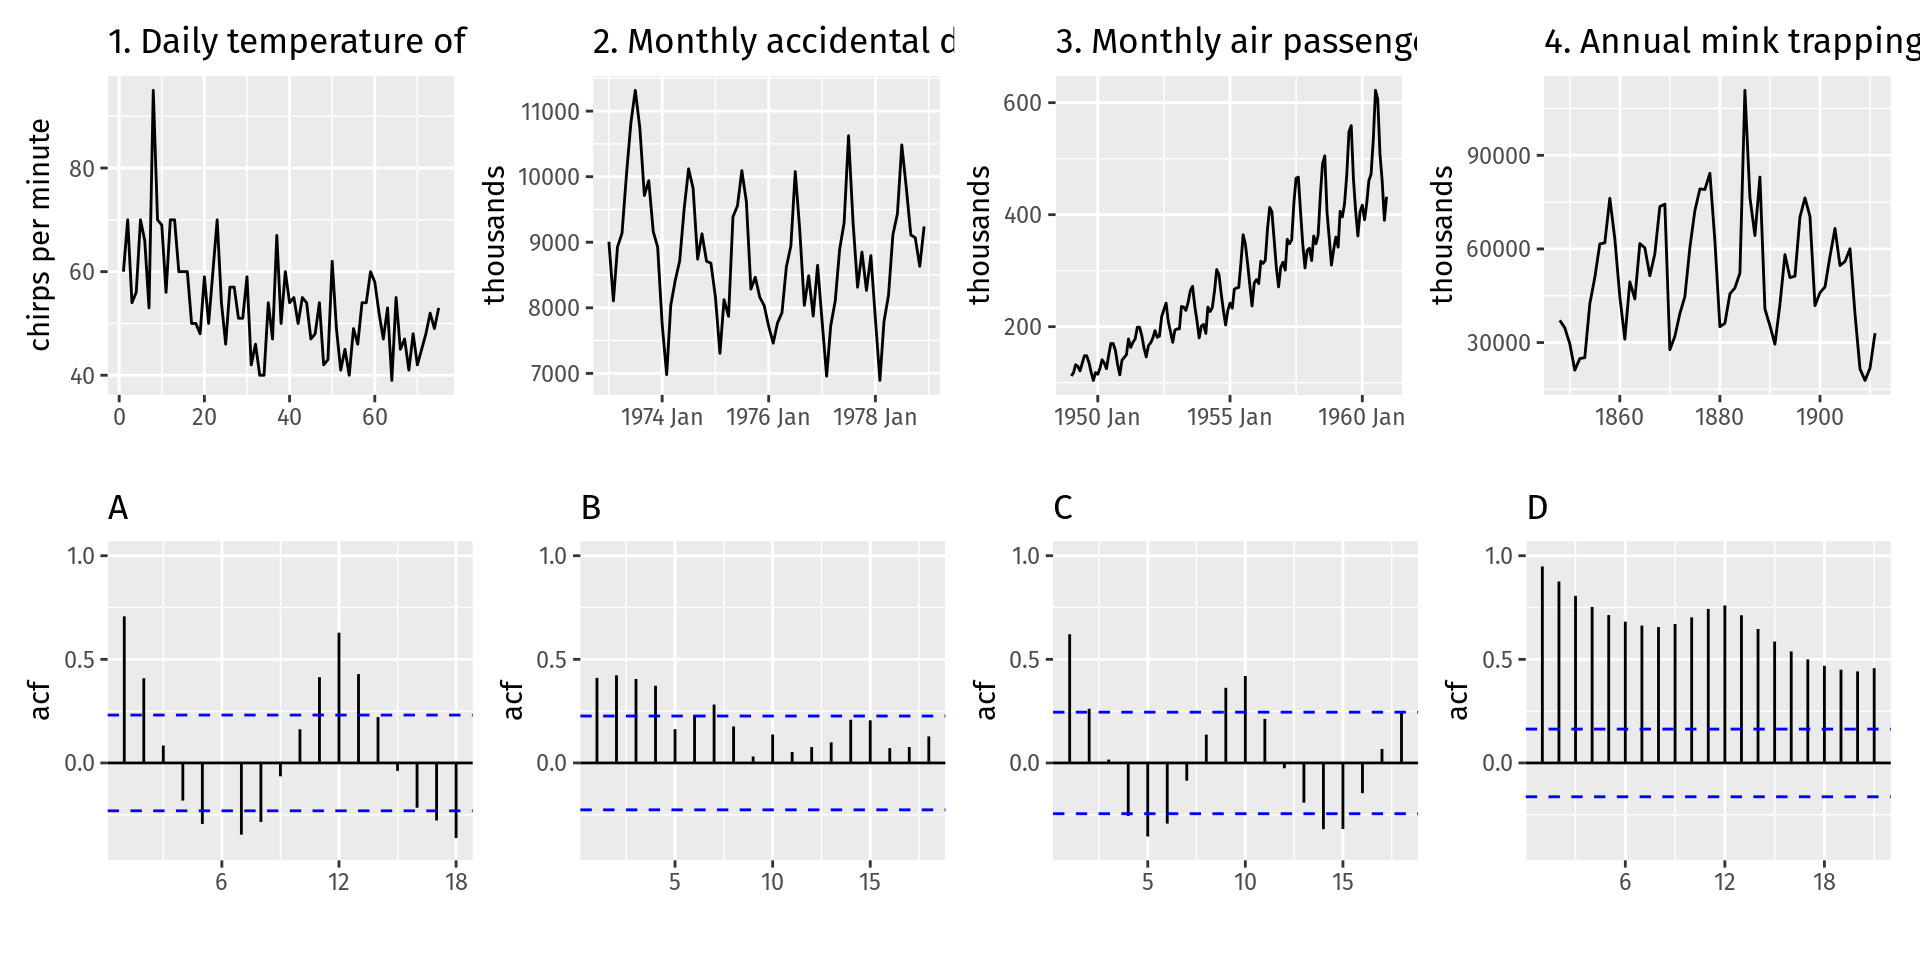 1. Daily temperature of
2. Monthly accidental
3. Monthly air
4. Annual mink trapping
chirps per minute
80
60
40
0
20
40
60
thousands
11000
10000
9000
8000
7000
1974 Jan
1976 Jan
1978 Jan
thousands
600
400
200
1950 Jan
1955 Jan
1960 Jan
thousands
90000
60000
30000
1860
1880
1900
A
acf
1.0
0.5
0.0
6
12
18
B
acf
1.0
0.5
0.0
5
10
15
C
acf
1.0
0.5
0.0
5
10
15
D
acf
1.0
0.5
0.0
6
12
18